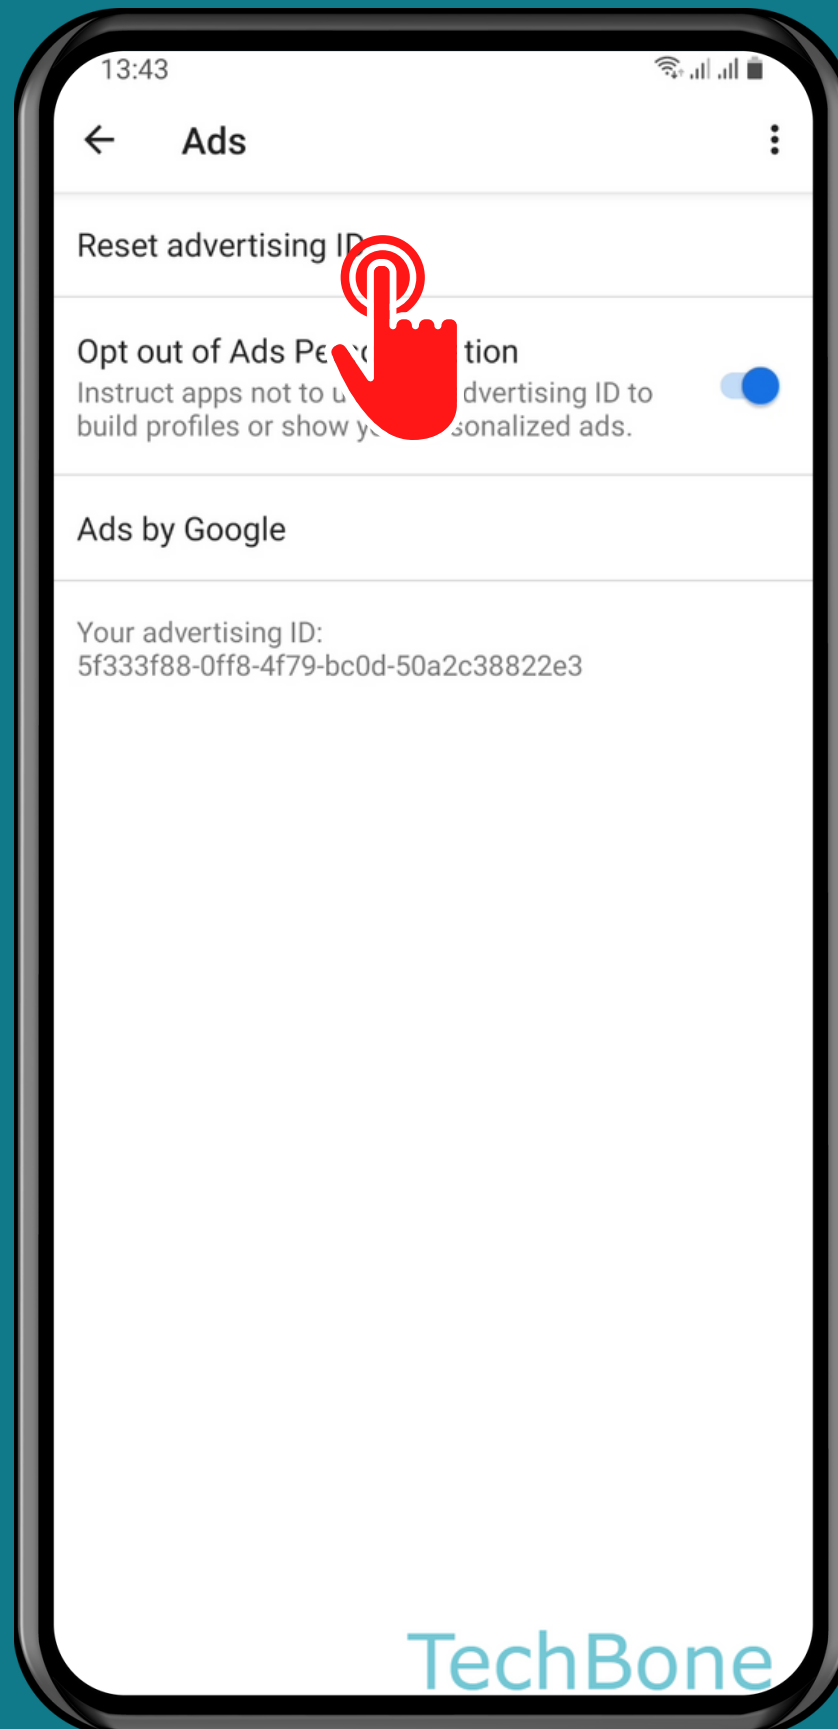 13:43
Ads
Reset advertising ID
Opt out of Ads tion
Instruct apps not to dvertising ID to
build profiles or show sonalized ads.
Ads by Google
Your advertising ID:
5f333f88-0ff8-4f79-bc0d-50a2c38822e3
TechBone